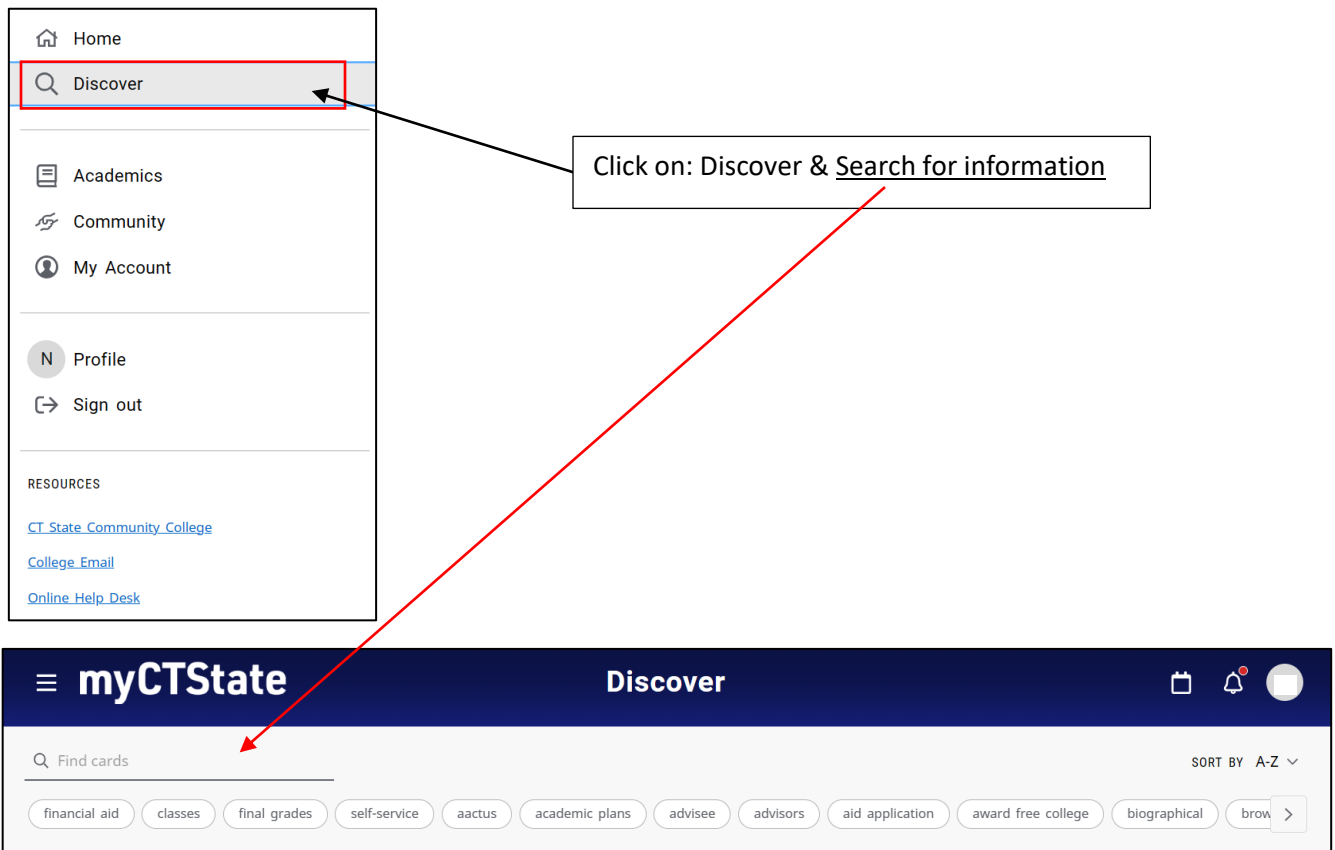 Home
Discover
Click on: Discover & Search for information
Academics
Community
My Account
N Profile
Sign out
RESOURCES
CT State Community College
College Email
Online Help Desk
myCTState Discover
Find cards SORT BY A-Z
financial aid classes final grades self-service aactus academic plans advisee advisors aid application award free college biographical brow